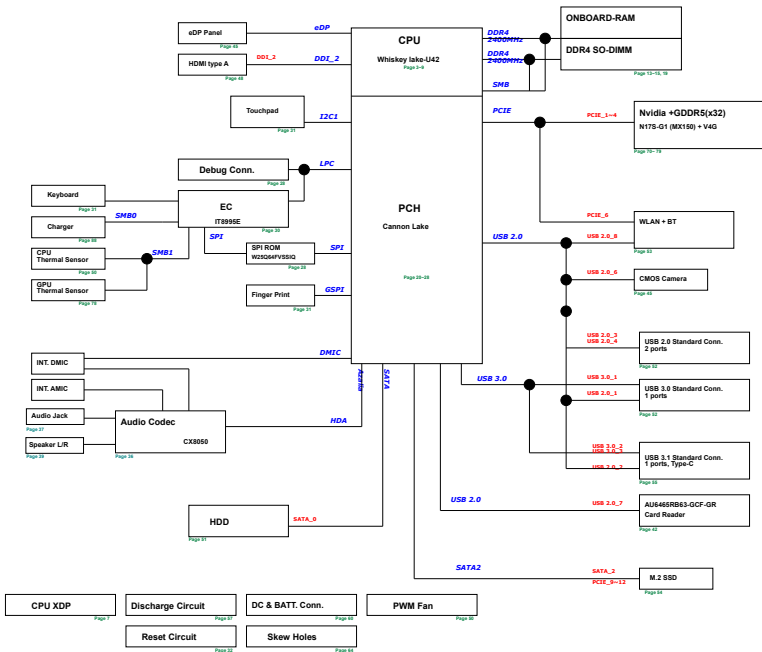 eDP Panel
Page 45
eDP
HDMI type A
Page 48
DDI_2
DDI_2
CPU
Whiskey lake-U42
Page 3~9
DDR4
2400MHz
DDR4
2400MHz
SMB
ONBOARD-RAM
DDR4 SO-DIMM
Page 13~15, 18
Touchpad
Page 31
I2C1
PCIE
PCIE_1~4
Nvidia +GDDR5(x32)
N17S-G1 (MX150) + V4G
Page 70~ 79
Debug Conn.
Page 28
LPC
Keyboard
Page 31
EC
IT8995E
Page 30
Charger
Page 88
SMB0
PCH
Cannon Lake
Page 20~28
PCIE_6
WLAN + BT
Page 53
USB 2.0
USB 2.0_8
CPU
Thermal Sensor
Page 50
SMB1
SPI
SPI ROM
W25Q64FVSSIQ
Page 28
SPI
GPU
Thermal Sensor
Page 78
USB 2.0_6
CMOS Camera
Page 45
Finger Print
Page 31
GSPI
USB 2.0_3
USB 2.0_4
USB 2.0 Standard Conn.
2 ports
Page 52
INT. DMIC
DMIC
INT. AMIC
Azalia
SATA
USB 3.0
USB 3.0_1
USB 2.0_1
USB 3.0 Standard Conn.
1 ports
Page 52
Audio Jack
Page 37
Audio Codec
CX8050
Page 36
HDA
Speaker L/R
Page 38
USB 3.0_2
USB 3.0_3
USB 2.0_2
USB 3.1 Standard Conn.
1 ports, Type-C
Page 55
USB 2.0
USB 2.0_7
AU6465RB63-GCF-GR
Card Reader
Page 42
HDD
Page 51
SATA_0
SATA2
SATA_2
PCIE_9~12
M.2 SSD
Page 54
CPU XDP
Page 7
Discharge Circuit
Page 57
DC & BATT. Conn.
Page 60
PWM Fan
Page 50
Reset Circuit
Page 32
Skew Holes
Page 64